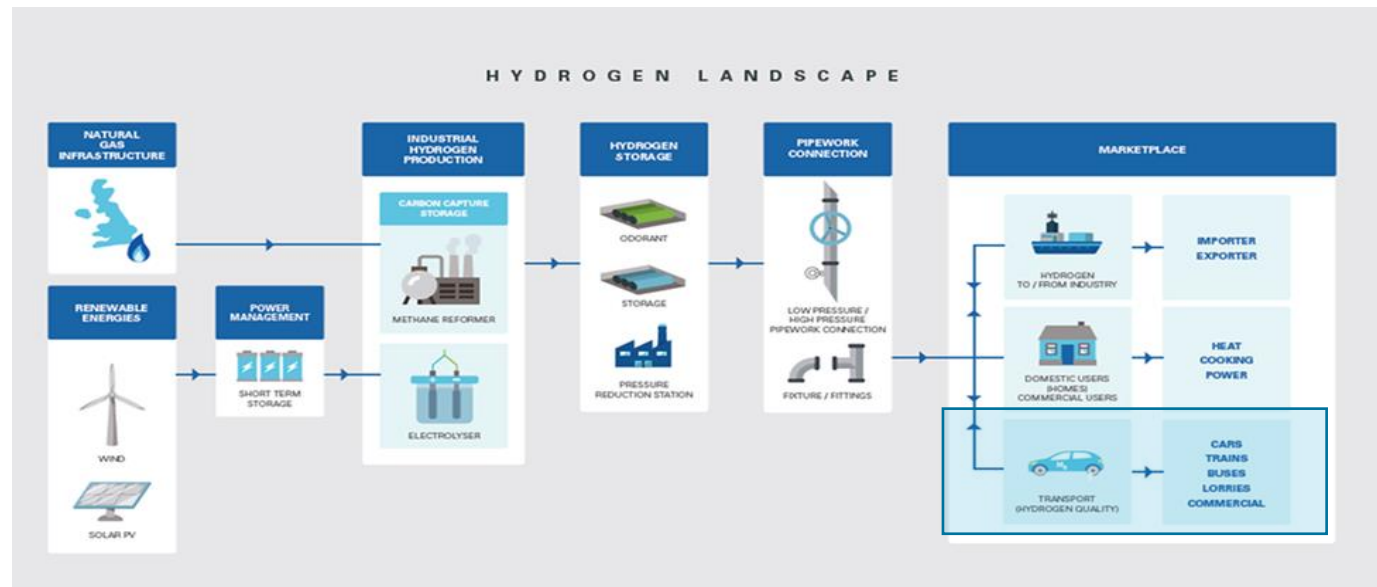 HYDROGEN LANDSCAPE
NATURAL
GAS
INFRASTRUCTURE
RENEWABLE
ENERGIES
WIND
SOLAR PV
POWER
MANAGEMENT
SHORT TERM
STORAGE
INDUSTRIAL
HYDROGEN
PRODUCTION
CARBON CAPTURE
STORAGE
METHANE REFORMER
ELECTROLYSER
HYDROGEN
STORAGE
ODORANT
STORAGE
PRESSURE
REDUCTION STATION
PIPEWORK
CONNECTION
LOW PRESSURE /
HIGH PRESSURE
PIPEWORK CONNECTION
FIXTURE / FITTINGS
MARKETPLACE
HYDROGEN
TO / FROM INDUSTRY
IMPORTER
EXPORTER
DOMESTIC USERS
(HOMES)
COMMERCIAL USERS
HEAT
COOKING
POWER
TRANSPORT
(HYDROGEN QUALITY)
CARS
TRAINS
BUSES
LORRIES
COMMERCIAL